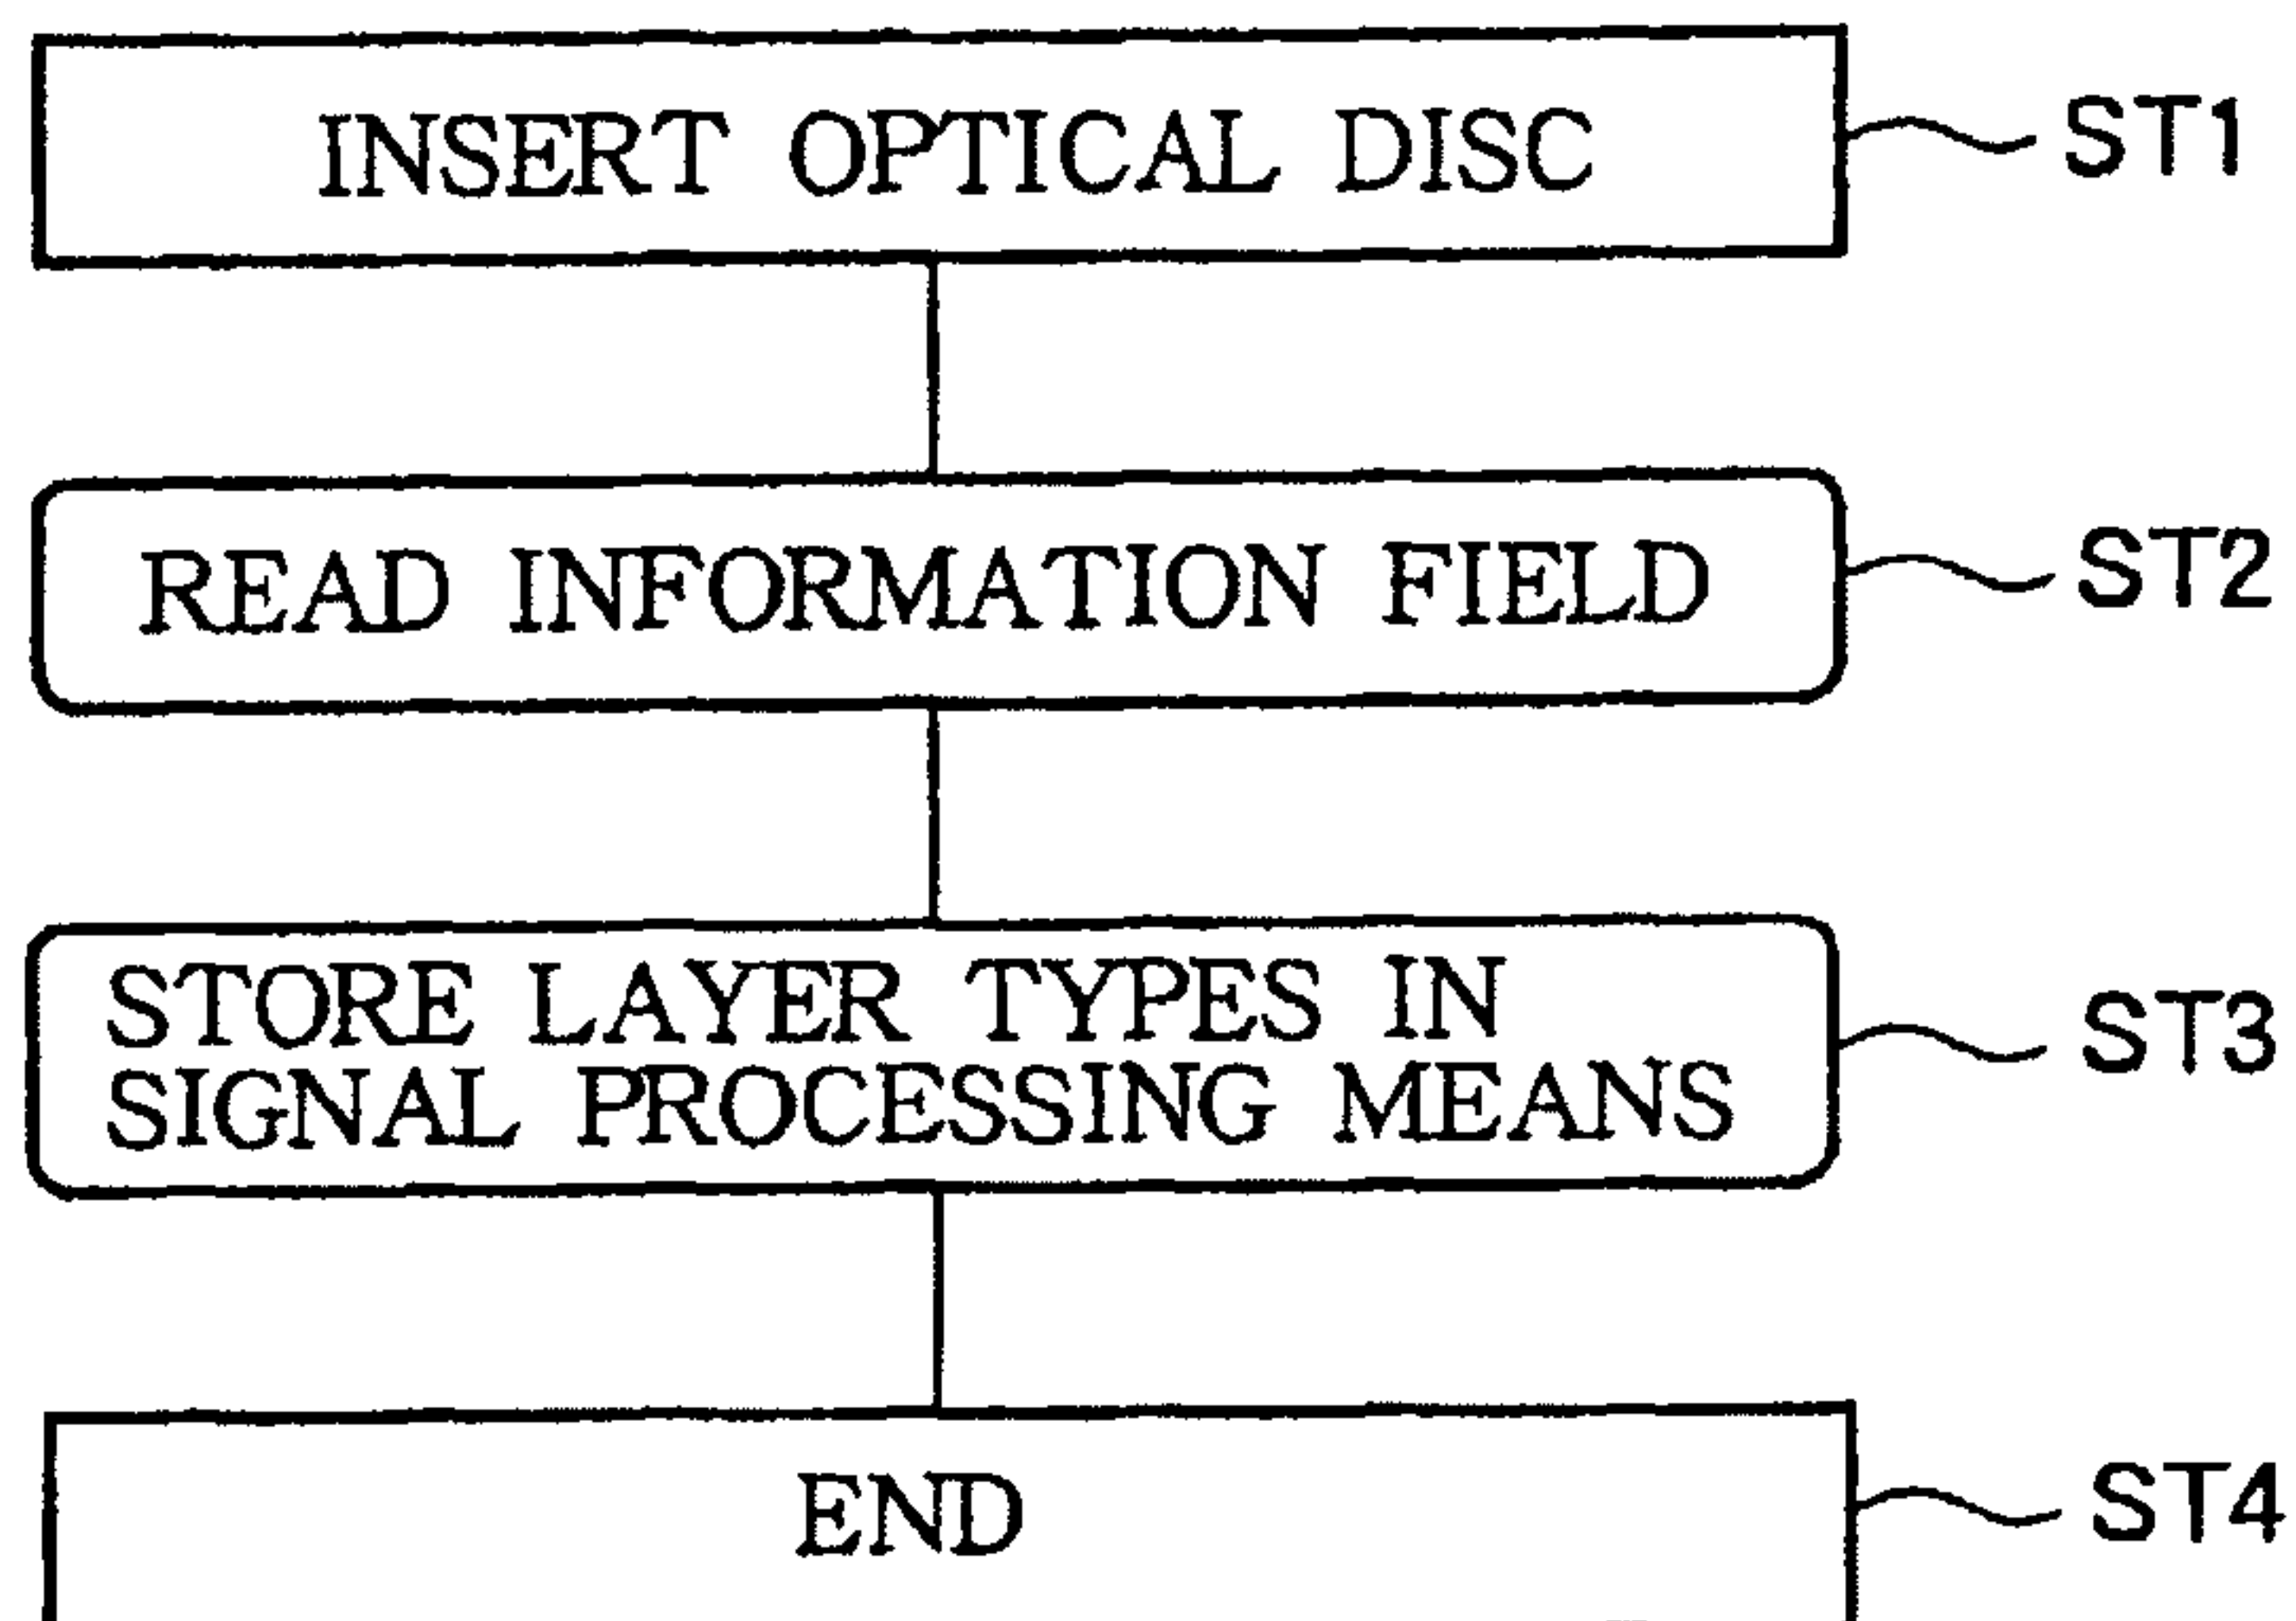 INSERT OPTICAL DISC
ST1
READ INFORMATION FIELD
ST2
STORE LAYER TYPES IN
SIGNAL PROCESSING MEANS
ST3
END
ST4